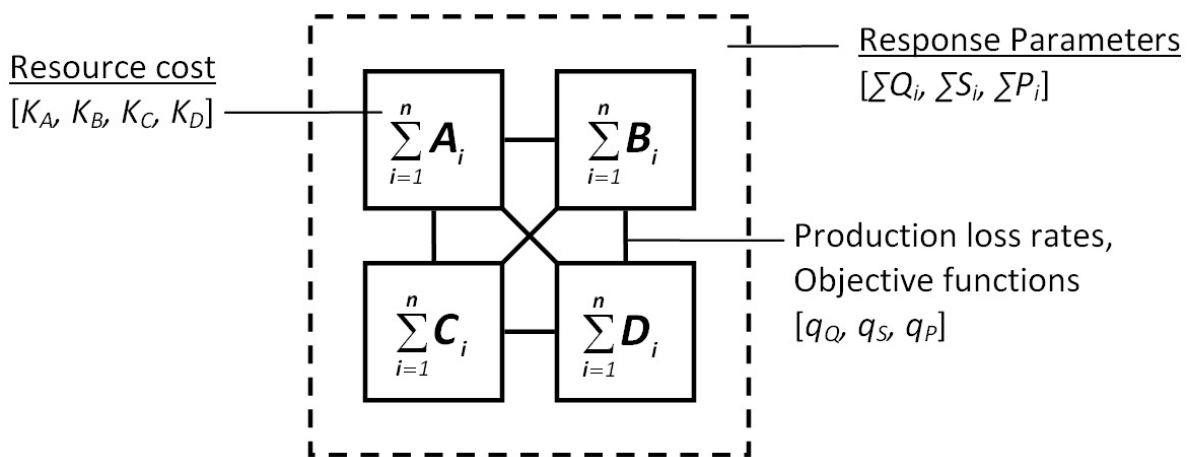 Resource cost
[K_A, K_B, K_C, K_D]
Response Parameters
[∑Q_i, ∑S_i, ∑P_i]
n
∑ A_i
i=1
n
∑ B_i
i=1
Production loss rates,
Objective functions
[q_Q, q_S, q_P]
n
∑ C_i
i=1
n
∑ D_i
i=1